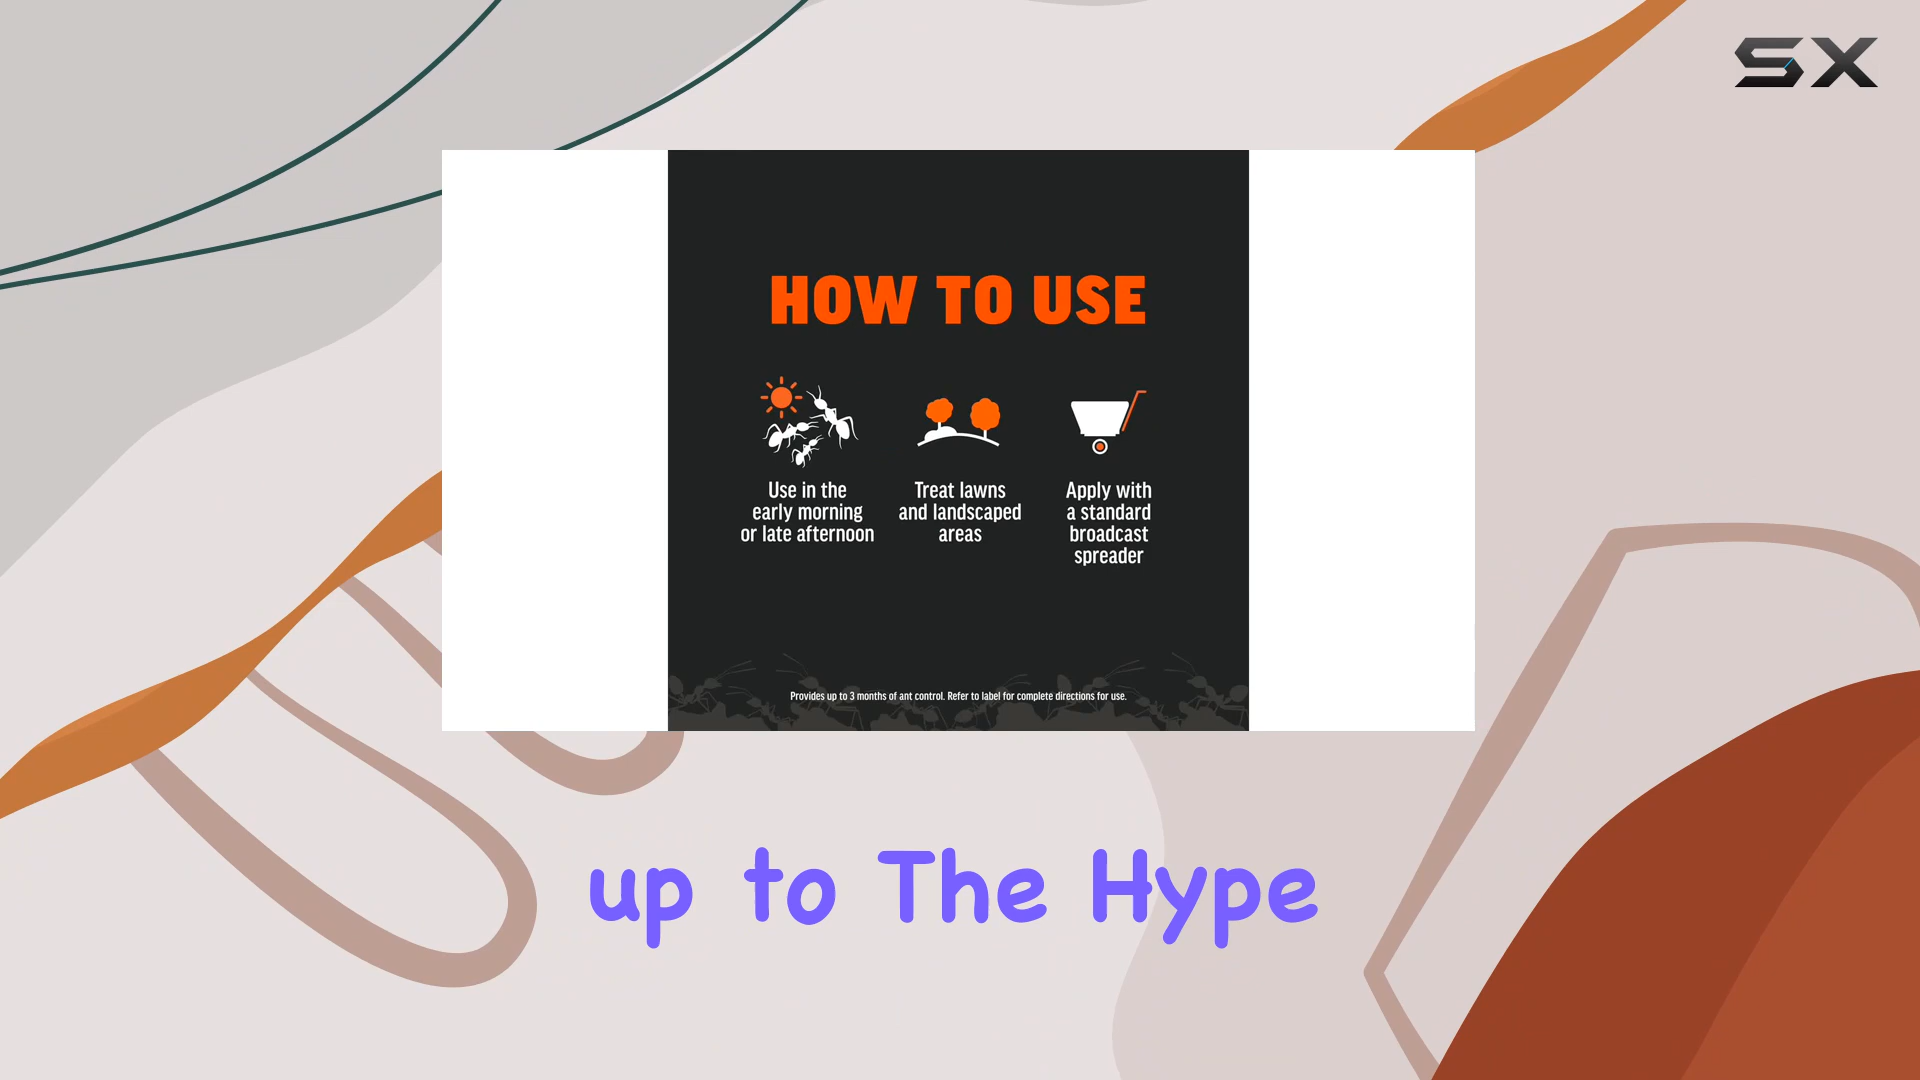 SX
HOW TO USE
Use in the
early morning
or late afternoon
Treat lawns
and landscaped
areas
Apply with
a standard
broadcast
spreader
Provides up to 3 months of ant control. Refer to label for complete directions for use.
up to The Hype